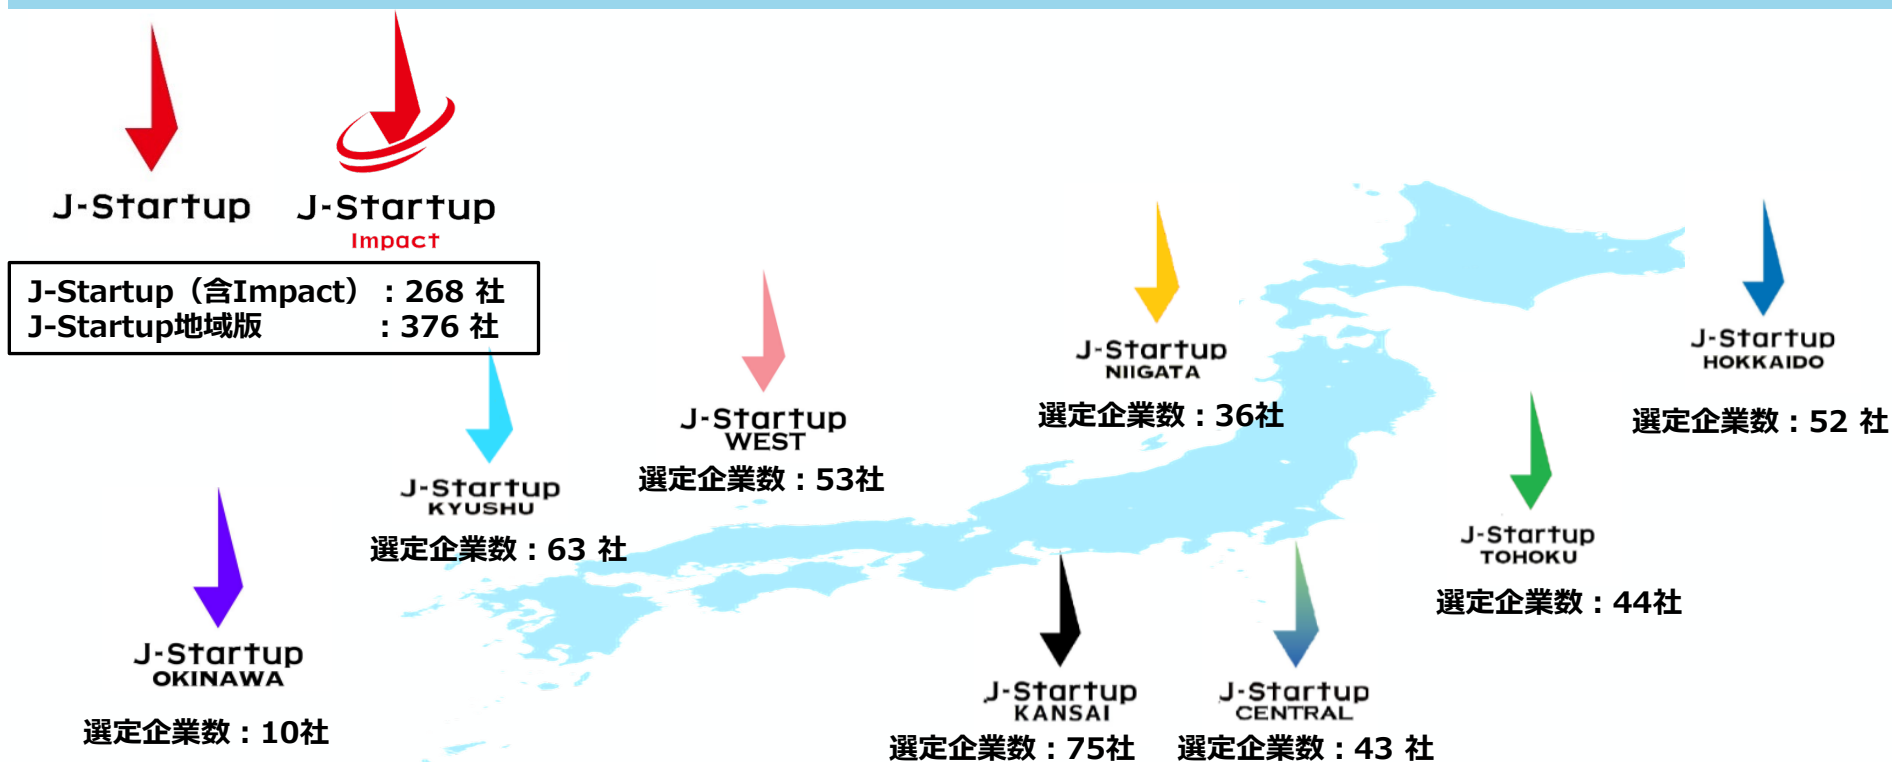 J-Startup
J-Startup
Impact
J-Startup（含Impact）：268 社
J-Startup地域版　　　　：376 社
J-Startup
NIIGATA
選定企業数：36社
J-Startup
HOKKAIDO
選定企業数：52 社
J-Startup
WEST
選定企業数：53社
J-Startup
KYUSHU
選定企業数：63 社
J-Startup
TOHOKU
選定企業数：44社
J-Startup
OKINAWA
選定企業数：10社
J-Startup
KANSAI
選定企業数：75社
J-Startup
CENTRAL
選定企業数：43 社